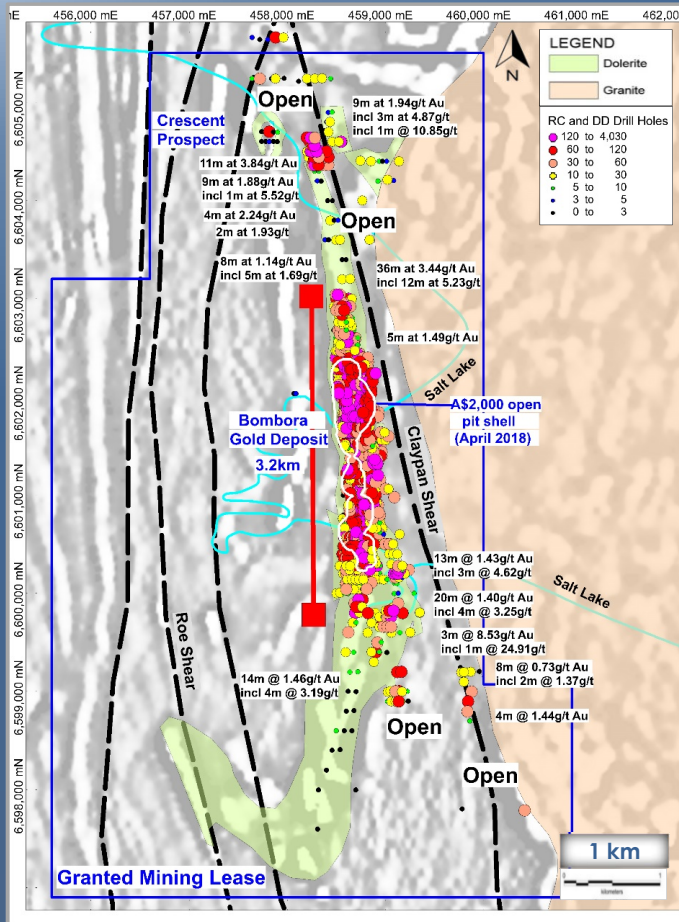 456,000 mE
457,000 mE
458,000 mE
459,000 mE
460,000 mE
461,000 mE
462,0
6,605,000 mN
6,604,000 mN
6,603,000 mN
6,602,000 mN
6,601,000 mN
6,600,000 mN
6,599,000 mN
6,598,000 mN
N
LEGEND
Dolerite
Granite
RC and DD Drill Holes
120 to 4,030
60 to 120
30 to 60
10 to 30
5 to 10
3 to 5
0 to 3
Open
Crescent
Prospect
9m at 1.94g/t Au
incl 3m at 4.87g/t
incl 1m @ 10.85g/t
11m at 3.84g/t Au
9m at 1.88g/t Au
incl 1m at 5.52g/t
4m at 2.24g/t Au
2m at 1.93g/t
Open
8m at 1.14g/t Au
incl 5m at 1.69g/t
36m at 3.44g/t Au
incl 12m at 5.23g/t
5m at 1.49g/t Au
Salt Lake
A$2,000 open
pit shell
(April 2018)
Bombora
Gold Deposit
3.2km
Claypan Shear
13m @ 1.43g/t Au
incl 3m @ 4.62g/t
20m @ 1.40g/t Au
incl 4m @ 3.25g/t
Salt Lake
3m @ 8.53g/t Au
incl 1m @ 24.91g/t
Roe Shear
14m @ 1.46g/t Au
incl 4m @ 3.19g/t
8m @ 0.73g/t Au
incl 2m @ 1.37g/t
4m @ 1.44g/t Au
Open
Open
1 km
0
1
kilometers
Granted Mining Lease